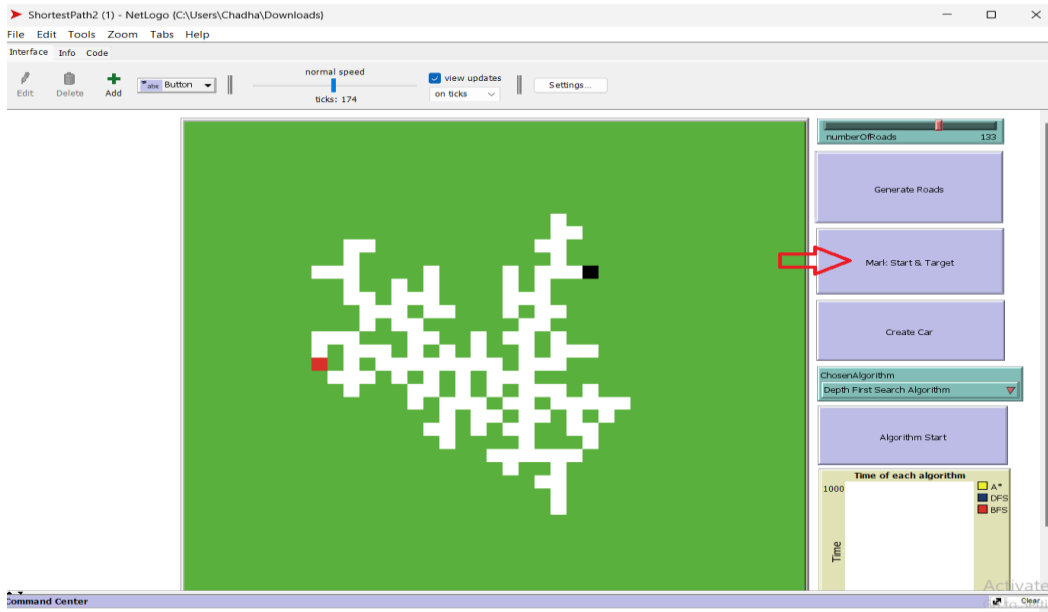 ShortestPath2 (1) - NetLogo {C:\Users\Chadha\Downloads}
File Edit Tools Zoom Tabs Help
Interface Info Code
Edit Delete Add abc Button
normal speed
ticks: 174
view updates
on ticks
Settings...
numberOfRoads 133
Generate Roads
Mark Start & Target
Create Car
ChosenAlgorithm
Depth First Search Algorithm
Algorithm Start
Time of each algorithm
1000
Time
A*
DFS
BFS
Activate
Command Center
Clear